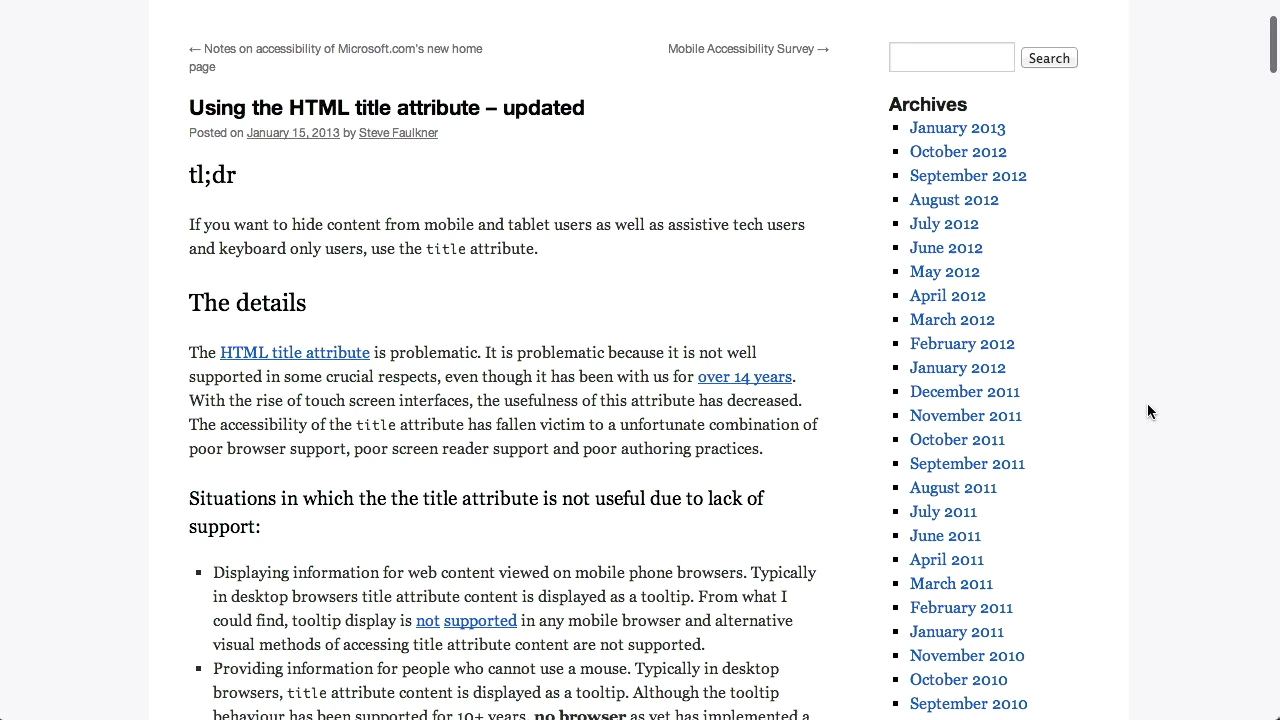 ← Notes on accessibility of Microsoft.com's new home
page
Mobile Accessibility Survey →
Using the HTML title attribute – updated
Posted on January 15, 2013 by Steve Faulkner
tl;dr
If you want to hide content from mobile and tablet users as well as assistive tech users
and keyboard only users, use the title attribute.
The details
The HTML title attribute is problematic. It is problematic because it is not well
supported in some crucial respects, even though it has been with us for over 14 years.
With the rise of touch screen interfaces, the usefulness of this attribute has decreased.
The accessibility of the title attribute has fallen victim to a unfortunate combination of
poor browser support, poor screen reader support and poor authoring practices.
Situations in which the the title attribute is not useful due to lack of
support:
Displaying information for web content viewed on mobile phone browsers. Typically
in desktop browsers title attribute content is displayed as a tooltip. From what I
could find, tooltip display is not supported in any mobile browser and alternative
visual methods of accessing title attribute content are not supported.
Providing information for people who cannot use a mouse. Typically in desktop
browsers, title attribute content is displayed as a tooltip. Although the tooltip
behaviour has been supported for 10+ years, no browser as yet has implemented a
Search
Archives
January 2013
October 2012
September 2012
August 2012
July 2012
June 2012
May 2012
April 2012
March 2012
February 2012
January 2012
December 2011
November 2011
October 2011
September 2011
August 2011
July 2011
June 2011
April 2011
March 2011
February 2011
January 2011
November 2010
October 2010
September 2010